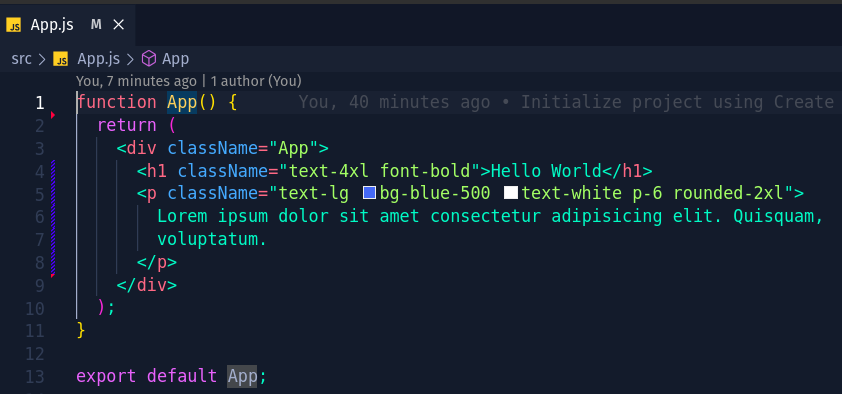 JS App.js M
src > JS App.js > App
You, 7 minutes ago | 1 author (You)
1 function App() { You, 40 minutes ago • Initialize project using Create
2   return (
3     <div className="App">
4       <h1 className="text-4xl font-bold">Hello World</h1>
5       <p className="text-lg bg-blue-500 text-white p-6 rounded-2xl">
6         Lorem ipsum dolor sit amet consectetur adipisicing elit. Quisquam,
7         voluptatum.
8       </p>
9     </div>
10   );
11 }
12
13 export default App;